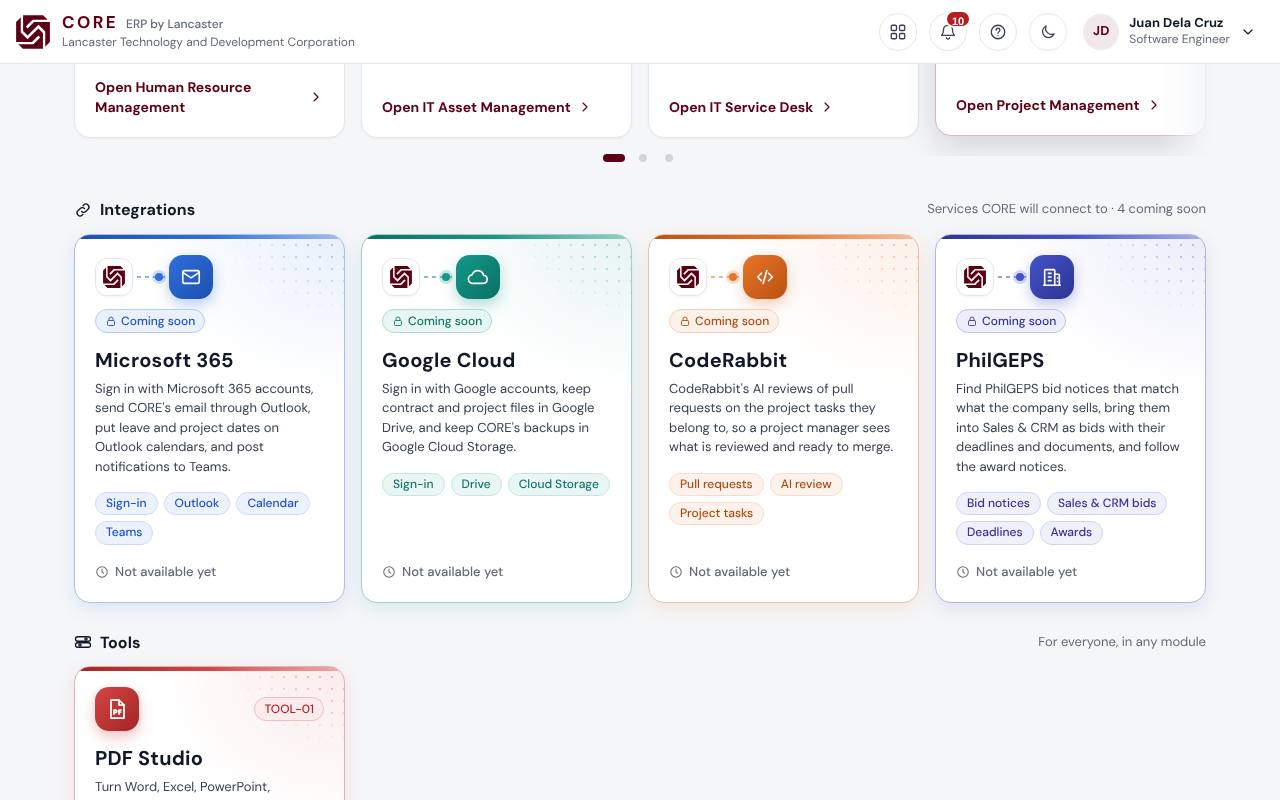 CORE ERP by Lancaster
Lancaster Technology and Development Corporation
10
JD
Juan Dela Cruz
Software Engineer
Open Human Resource
Management
Open IT Asset Management
Open IT Service Desk
Open Project Management
Integrations
Services CORE will connect to · 4 coming soon
Coming soon
Microsoft 365
Sign in with Microsoft 365 accounts,
send CORE's email through Outlook,
put leave and project dates on
Outlook calendars, and post
notifications to Teams.
Sign-in Outlook Calendar
Teams
Not available yet
Coming soon
Google Cloud
Sign in with Google accounts, keep
contract and project files in Google
Drive, and keep CORE's backups in
Google Cloud Storage.
Sign-in Drive Cloud Storage
Not available yet
Coming soon
CodeRabbit
CodeRabbit's AI reviews of pull
requests on the project tasks they
belong to, so a project manager sees
what is reviewed and ready to merge.
Pull requests AI review
Project tasks
Not available yet
Coming soon
PhilGEPS
Find PhilGEPS bid notices that match
what the company sells, bring them
into Sales & CRM as bids with their
deadlines and documents, and follow
the award notices.
Bid notices Sales & CRM bids
Deadlines Awards
Not available yet
Tools
For everyone, in any module
TOOL-01
PDF Studio
Turn Word, Excel, PowerPoint,